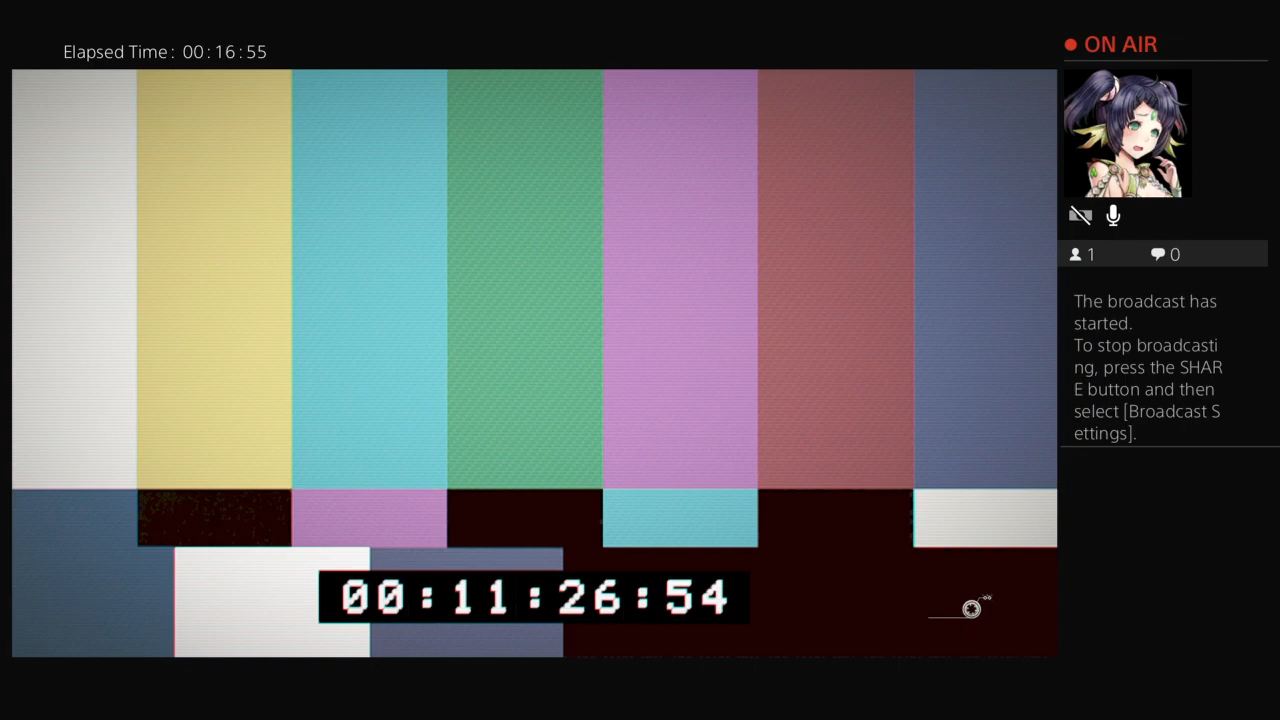 Elapsed Time: 00:16:55
ON AIR
1
0
The broadcast has
started.
To stop broadcasti
ng, press the SHAR
E button and then
select [Broadcast S
ettings].
00:11:26:54